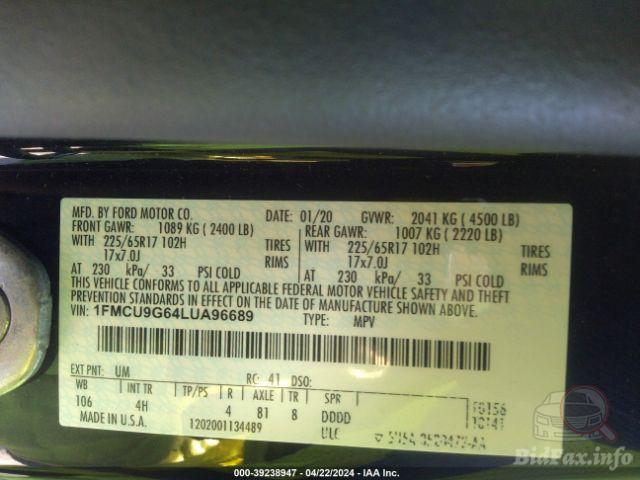 MFD. BY FORD MOTOR CO. DATE: 01/20 GVWR: 2041 KG ( 4500 LB)
FRONT GAWR: 1089 KG ( 2400 LB) REAR GAWR: 1007 KG ( 2220 LB)
WITH 225/65R17 102H TIRES WITH 225/65R17 102H TIRES
17x7.0J RIMS 17x7.0J RIMS
AT 230 kPa/ 33 PSI COLD AT 230 kPa/ 33 PSI COLD
THIS VEHICLE CONFORMS TO ALL APPLICABLE FEDERAL MOTOR VEHICLE SAFETY AND THEFT
PREVENTION STANDARDS IN EFFECT ON THE DATE OF MANUFACTURE SHOWN ABOVE.
VIN: 1FMCU9G64LUA96689 TYPE: MPV
EXT PNT: UM RC: 41 DSO:
WB INT TR TP/PS R AXLE TR SPR
106 4H 4 81 8 DDDD
MADE IN U.S.A. 1202001134489 ULC
F0156
10141
000 - 39238947 - 04/22/2024 - IAA Inc.
BidFax.info